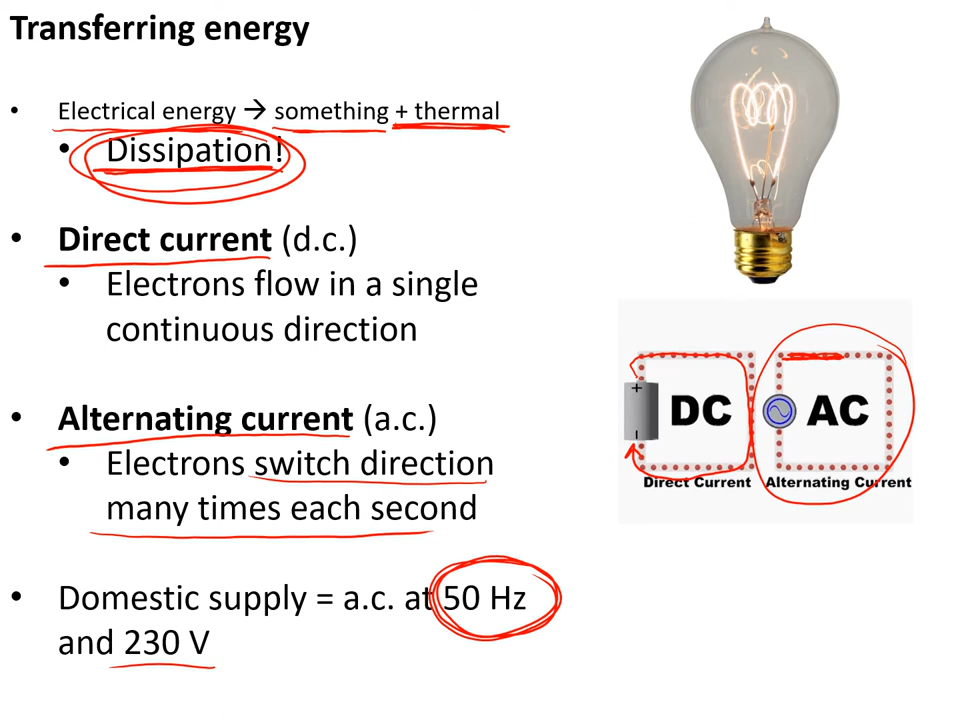 Transferring energy
• Electrical energy → something + thermal
• Dissipation!
• Direct current (d.c.)
• Electrons flow in a single
continuous direction
• Alternating current (a.c.)
• Electrons switch direction
many times each second
• Domestic supply = a.c. at 50 Hz
and 230 V
+
DC
AC
Direct Current
Alternating Current